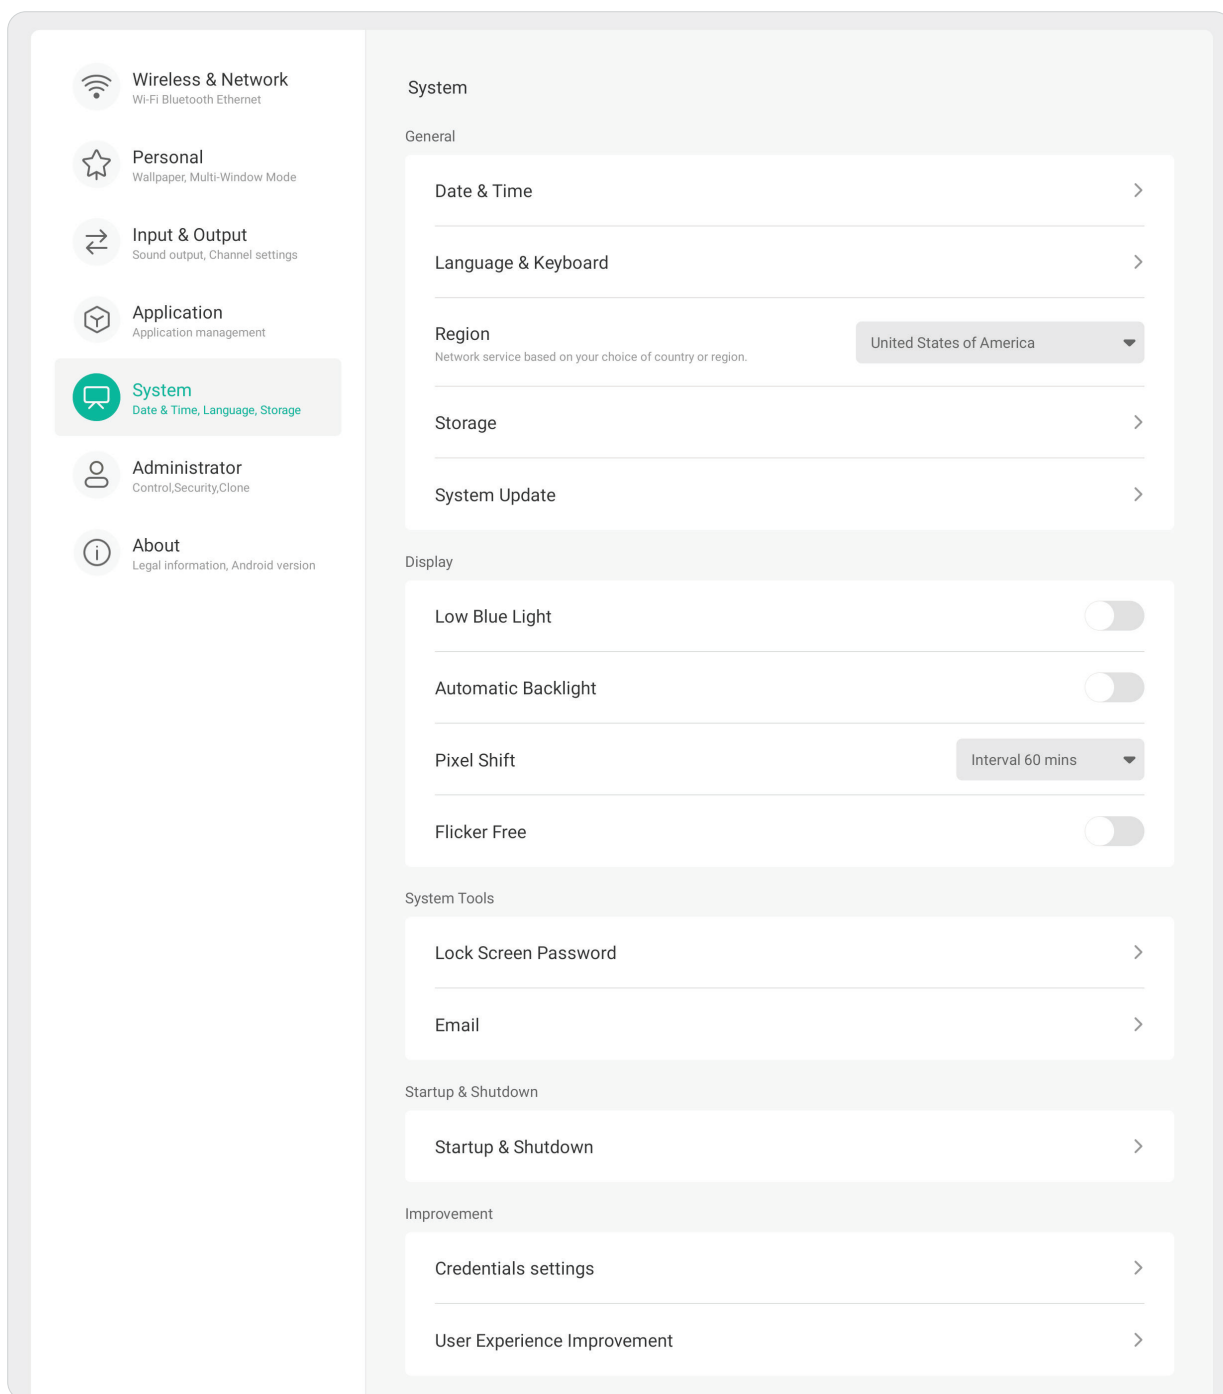 Wireless & Network
Wi-Fi Bluetooth Ethernet
Personal
Wallpaper, Multi-Window Mode
Input & Output
Sound output, Channel settings
Application
Application management
System
Date & Time, Language, Storage
Administrator
Control,Security,Clone
About
Legal information, Android version
System
General
Date & Time
Language & Keyboard
Region
Network service based on your choice of country or region.
United States of America
Storage
System Update
Display
Low Blue Light
Automatic Backlight
Pixel Shift
Interval 60 mins
Flicker Free
System Tools
Lock Screen Password
Email
Startup & Shutdown
Startup & Shutdown
Improvement
Credentials settings
User Experience Improvement